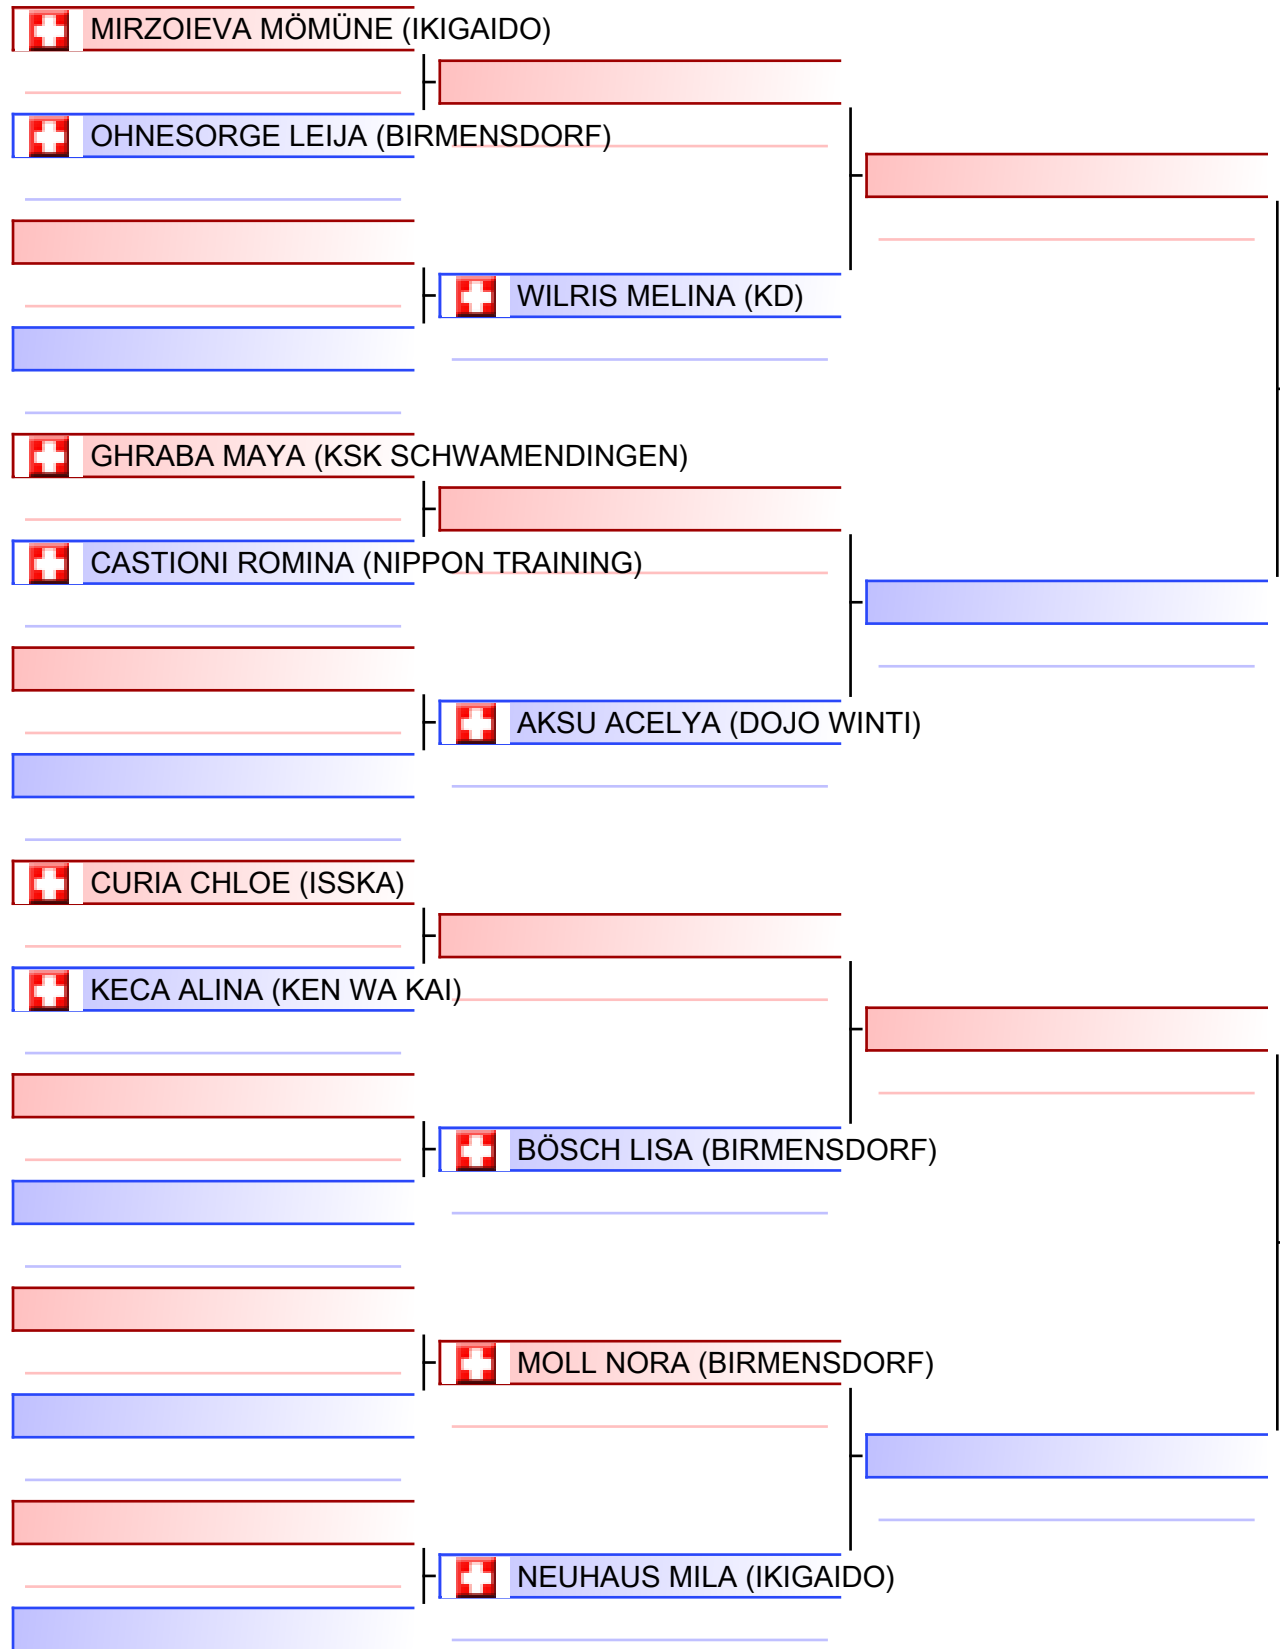 MIRZOIEVA MÖMÜNE (IKIGAIDO)
OHNESORGE LEIJA (BIRMENSDORF)
WILRIS MELINA (KD)
GHRABA MAYA (KSK SCHWAMENDINGEN)
CASTIONI ROMINA (NIPPON TRAINING)
AKSU ACELYA (DOJO WINTI)
CURIA CHLOE (ISSKA)
KECA ALINA (KEN WA KAI)
BÖSCH LISA (BIRMENSDORF)
MOLL NORA (BIRMENSDORF)
NEUHAUS MILA (IKIGAIDO)